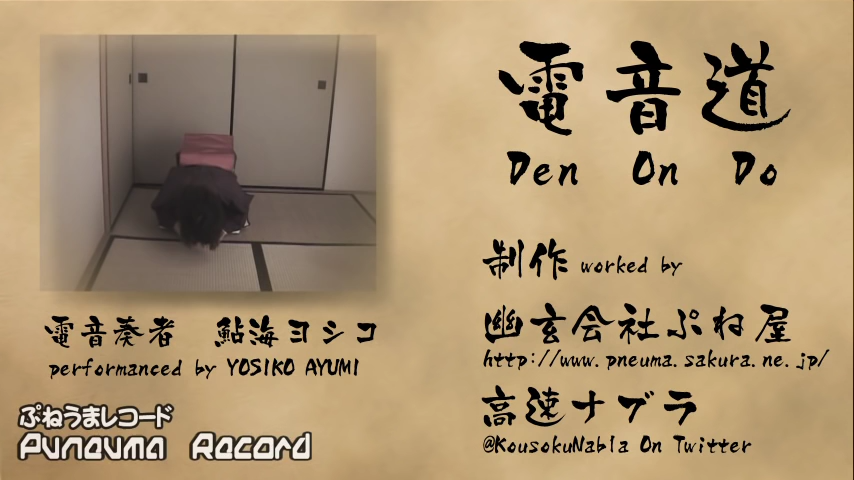 電音道
Den On Do
制作 worked by
幽玄会社ぷね屋
http://www.pneuma.sakura.ne.jp/
高速ナブラ
@KousokuNabla On Twitter
電音奏者 鮎海ヨシコ
performanced by YOSIKO AYUMI
ぷねうまレコード
Puneuma Record